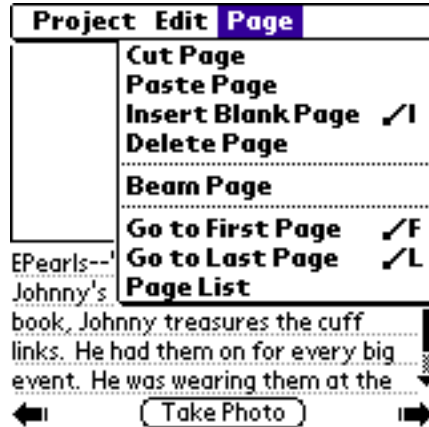 Project Edit Page
Cut Page
Paste Page
Insert Blank Page /I
Delete Page
Beam Page
Go to First Page /F
Go to Last Page /L
Page List
EPearls--'
Johnny's
book, Johnny treasures the cuff
links. He had them on for every big
event. He was wearing them at the
Take Photo